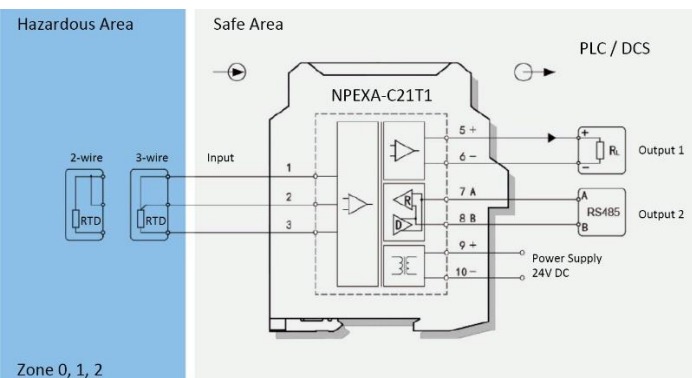 Hazardous Area
Safe Area
PLC / DCS
NPEXA-C21T1
2-wire
3-wire
Input
1
2
3
RTD
RTD
5 +
6 -
7 A
8 B
9 +
10 -
R
D
+
-
RL
Output 1
A
B
RS485
Output 2
Power Supply
24V DC
Zone 0, 1, 2